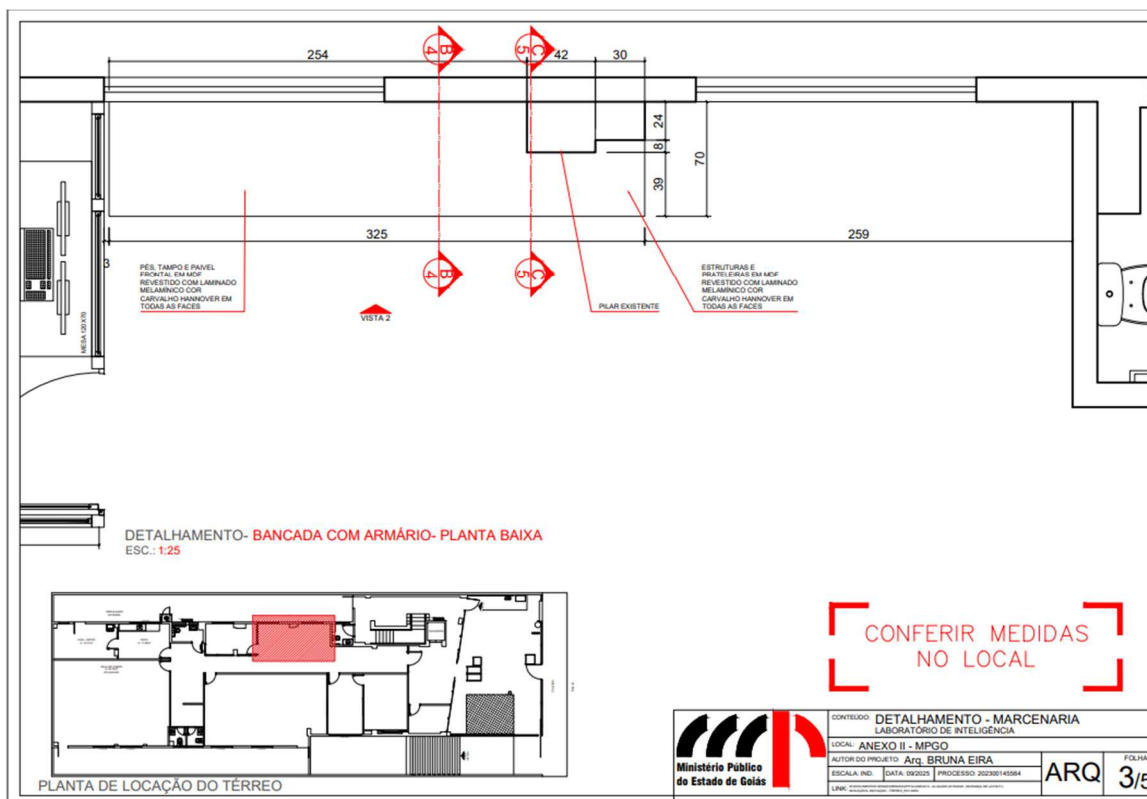 254
B
4
C
5
42
30
24
8
39
70
325
259
3
B
4
C
5
PÉS, TAMPO E PAIVEL
FRONTAL EM MDF
REVESTIDO COM LAMINADO
MELAMÍNICO COR
CARVALHO HANNOVER EM
TODAS AS FACES
VISTA 2
PILAR EXISTENTE
ESTRUTURAS E
PRATELEIRAS EM MDF
REVESTIDO COM LAMINADO
MELAMÍNICO COR
CARVALHO HANNOVER EM
TODAS AS FACES
MESA 120X70
DETALHAMENTO- BANCADA COM ARMÁRIO- PLANTA BAIXA
ESC.: 1:25
PLANTA DE LOCAÇÃO DO TÉRREO
CONFERIR MEDIDAS
NO LOCAL
Ministério Público
do Estado de Goiás
CONTEÚDO: DETALHAMENTO - MARCENARIA
LABORATÓRIO DE INTELIGÊNCIA
LOCAL: ANEXO II - MPGO
AUTOR DO PROJETO: Arq. BRUNA EIRA
ESCALA: IND. DATA: 09/2025 PROCESSO: 202300145564
LINK:
ARQ
FOLHA
3/5